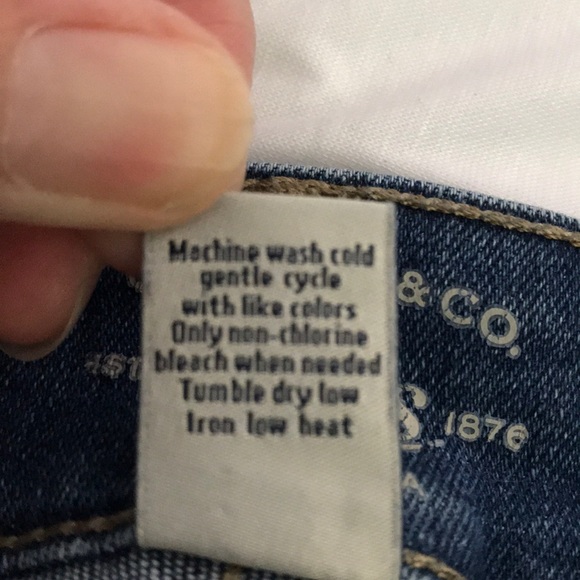 Machine wash cold
gentle cycle
with like colors
Only non-chlorine
bleach when needed
Tumble dry low
Iron low heat
& CO.
1876
A